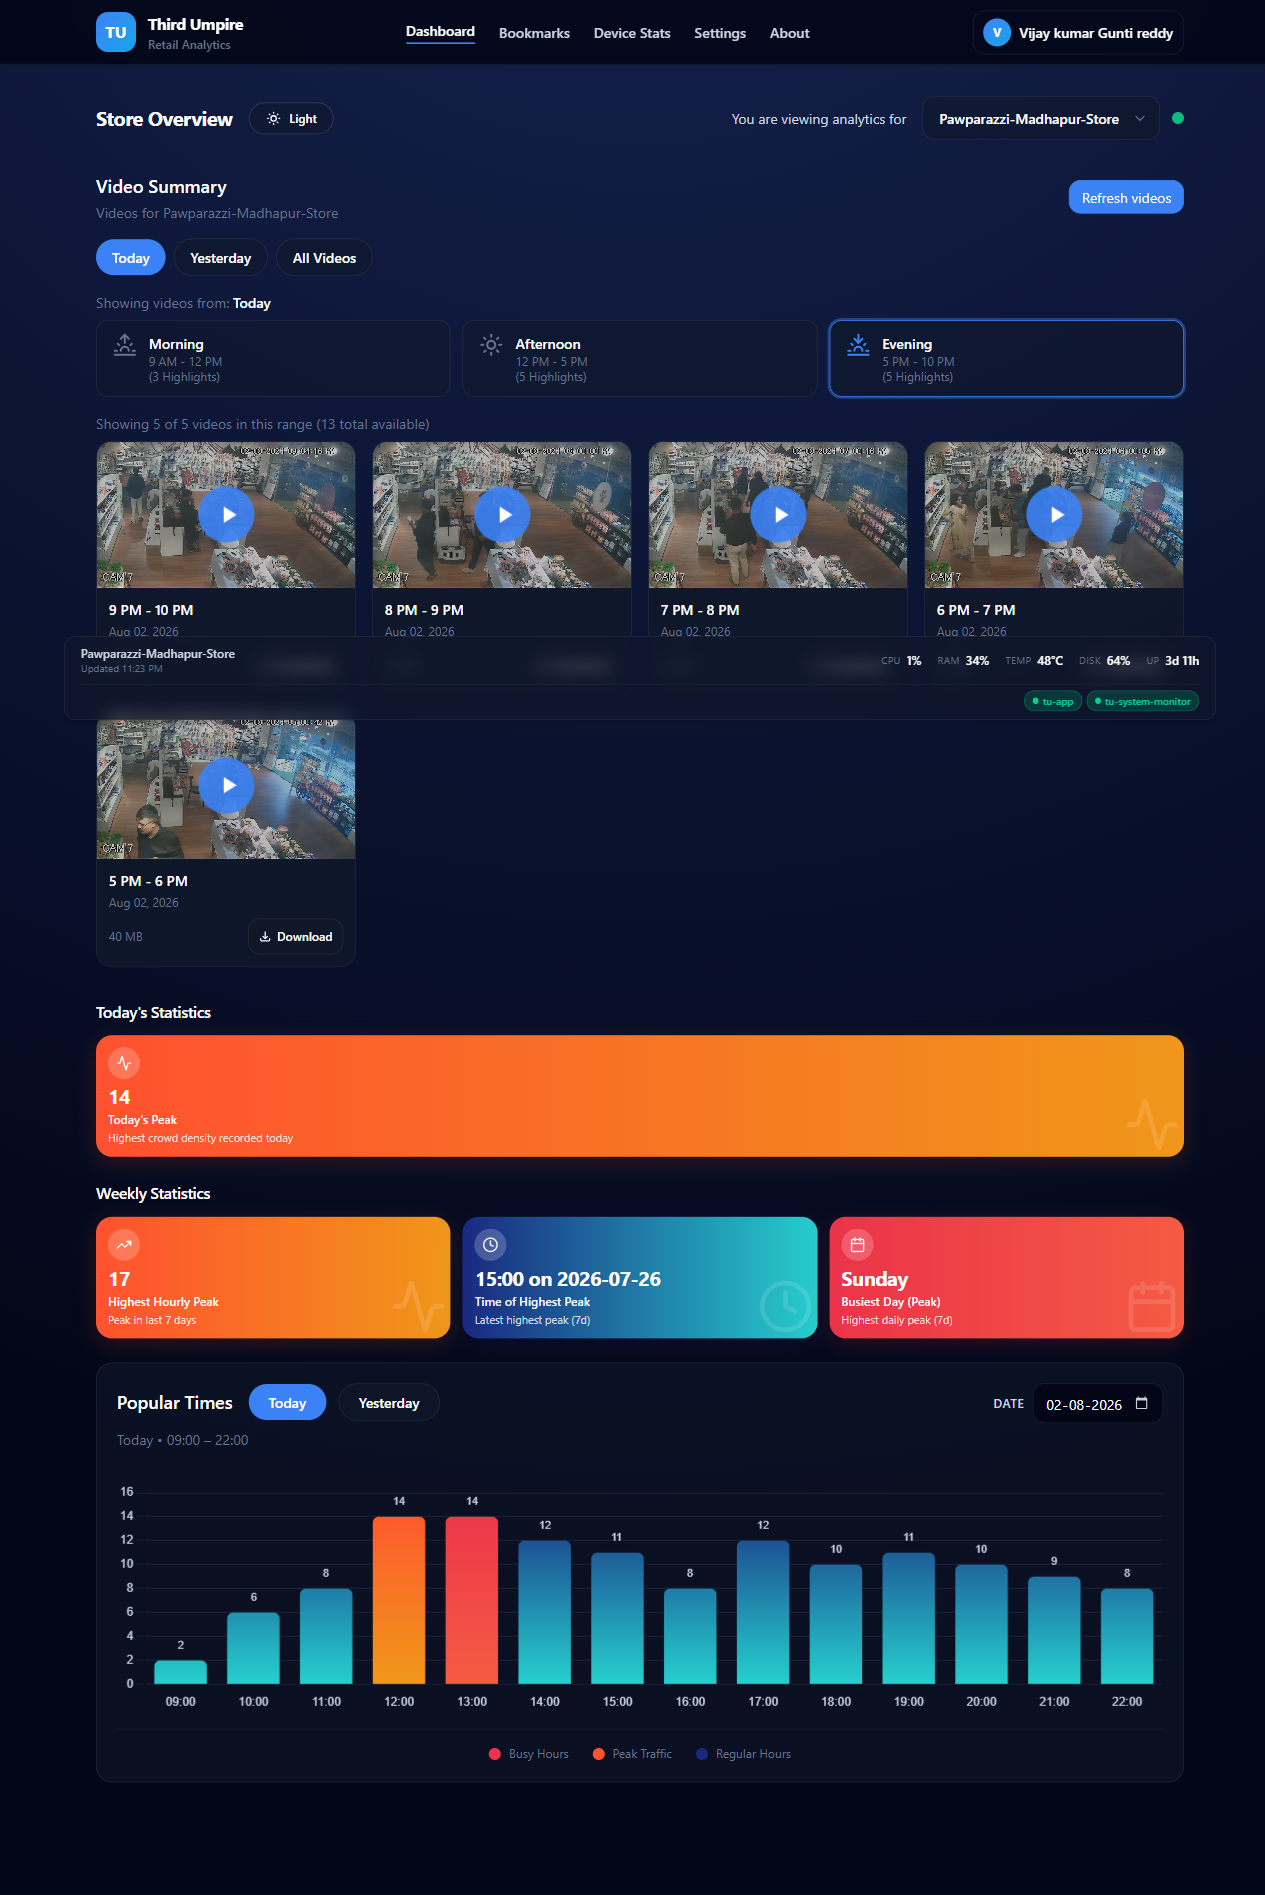 TU
Third Umpire
Retail Analytics
Dashboard
Bookmarks
Device Stats
Settings
About
V
Vijay kumar Gunti reddy
Store Overview
Light
You are viewing analytics for
Pawparazzi-Madhapur-Store
Video Summary
Videos for Pawparazzi-Madhapur-Store
Refresh videos
Today
Yesterday
All Videos
Showing videos from: Today
Morning
9 AM - 12 PM
(3 Highlights)
Afternoon
12 PM - 5 PM
(5 Highlights)
Evening
5 PM - 10 PM
(5 Highlights)
Showing 5 of 5 videos in this range (13 total available)
CAM 7
CAM 7
CAM 7
CAM 7
9 PM - 10 PM
Aug 02, 2026
8 PM - 9 PM
Aug 02, 2026
7 PM - 8 PM
Aug 02, 2026
6 PM - 7 PM
Aug 02, 2026
Pawparazzi-Madhapur-Store
Updated 11:23 PM
CPU 1%
RAM 34%
TEMP 48°C
DISK 64%
UP 3d 11h
tu-app
tu-system-monitor
CAM 7
5 PM - 6 PM
Aug 02, 2026
40 MB
Download
Today's Statistics
14
Today's Peak
Highest crowd density recorded today
Weekly Statistics
17
Highest Hourly Peak
Peak in last 7 days
15:00 on 2026-07-26
Time of Highest Peak
Latest highest peak (7d)
Sunday
Busiest Day (Peak)
Highest daily peak (7d)
Popular Times
Today
Yesterday
DATE
02-08-2026
Today • 09:00 – 22:00
16
14
12
10
8
6
4
2
0
2
6
8
14
14
12
11
8
12
10
11
10
9
8
09:00
10:00
11:00
12:00
13:00
14:00
15:00
16:00
17:00
18:00
19:00
20:00
21:00
22:00
Busy Hours
Peak Traffic
Regular Hours